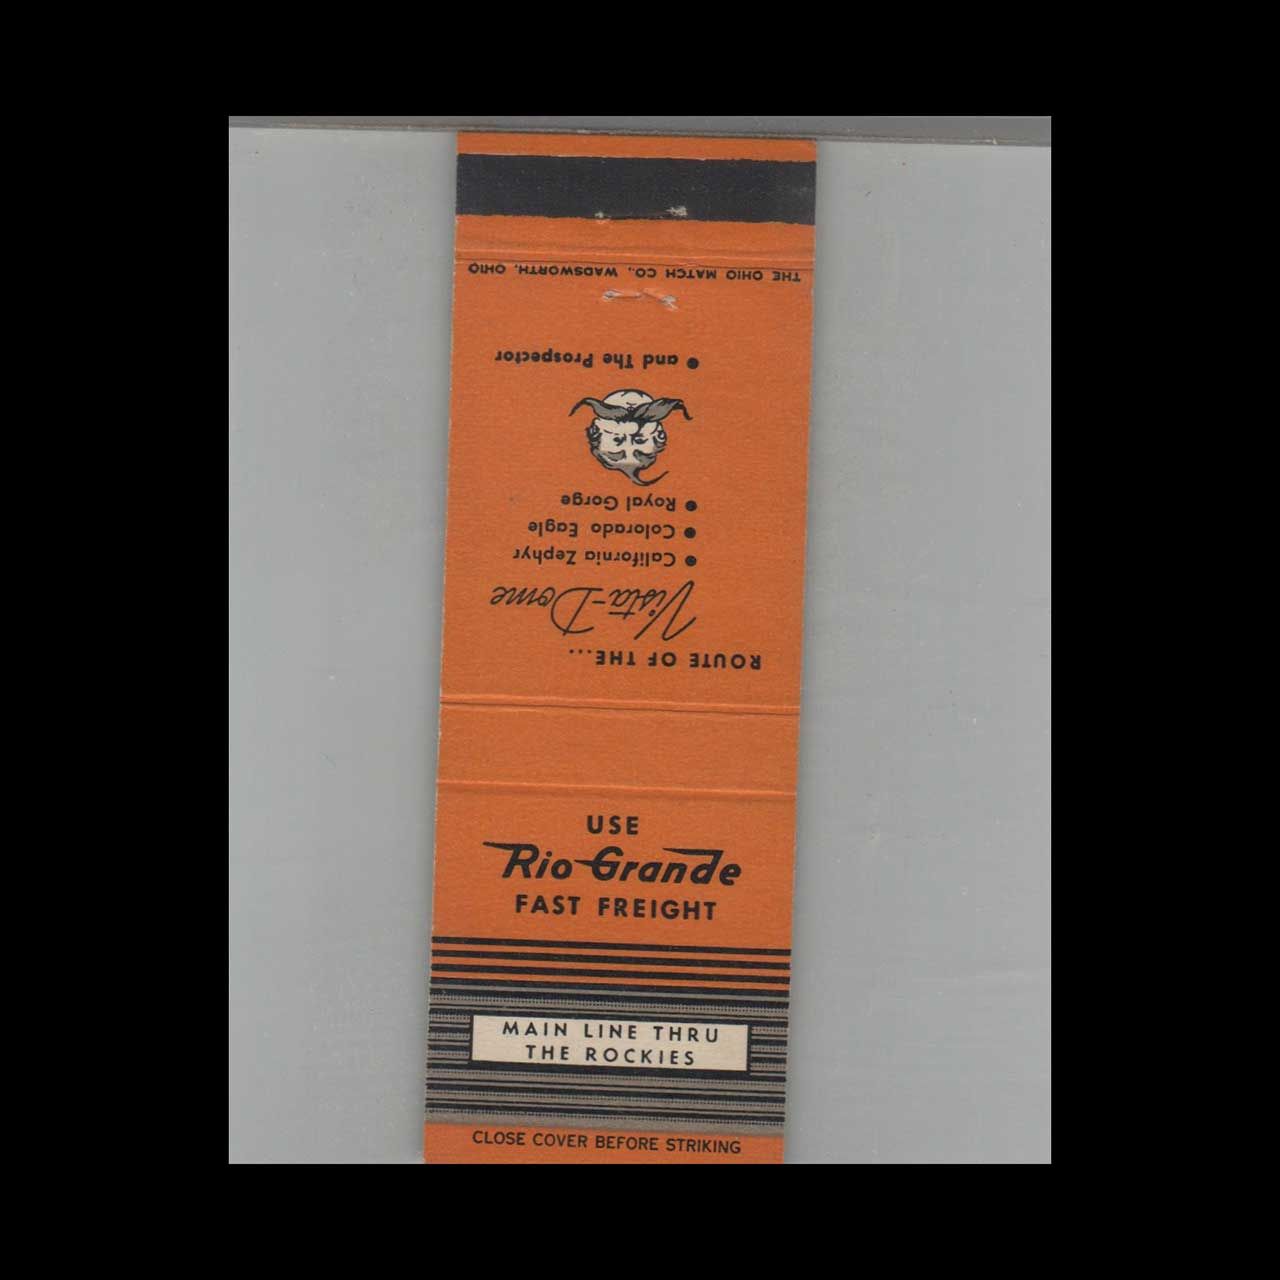 THE OHIO MATCH CO., WADSWORTH, OHIO
ROUTE OF THE...
Vista-Dome
● California Zephyr
● Colorado Eagle
● Royal Gorge
● and The Prospector
USE
Rio Grande
FAST FREIGHT
MAIN LINE THRU
THE ROCKIES
CLOSE COVER BEFORE STRIKING